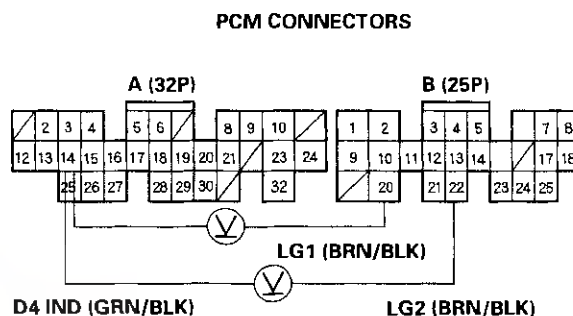 PCM CONNECTORS
A (32P) B (25P)
2 3 4 5 6 8 9 10 1 2 3 4 5 7 8
12 13 14 15 16 17 18 19 20 21 23 24 9 10 11 12 13 14 17 18
25 26 27 28 29 30 32 20 21 22 23 24 25
V
LG1 (BRN/BLK)
V
D4 IND (GRN/BLK) LG2 (BRN/BLK)